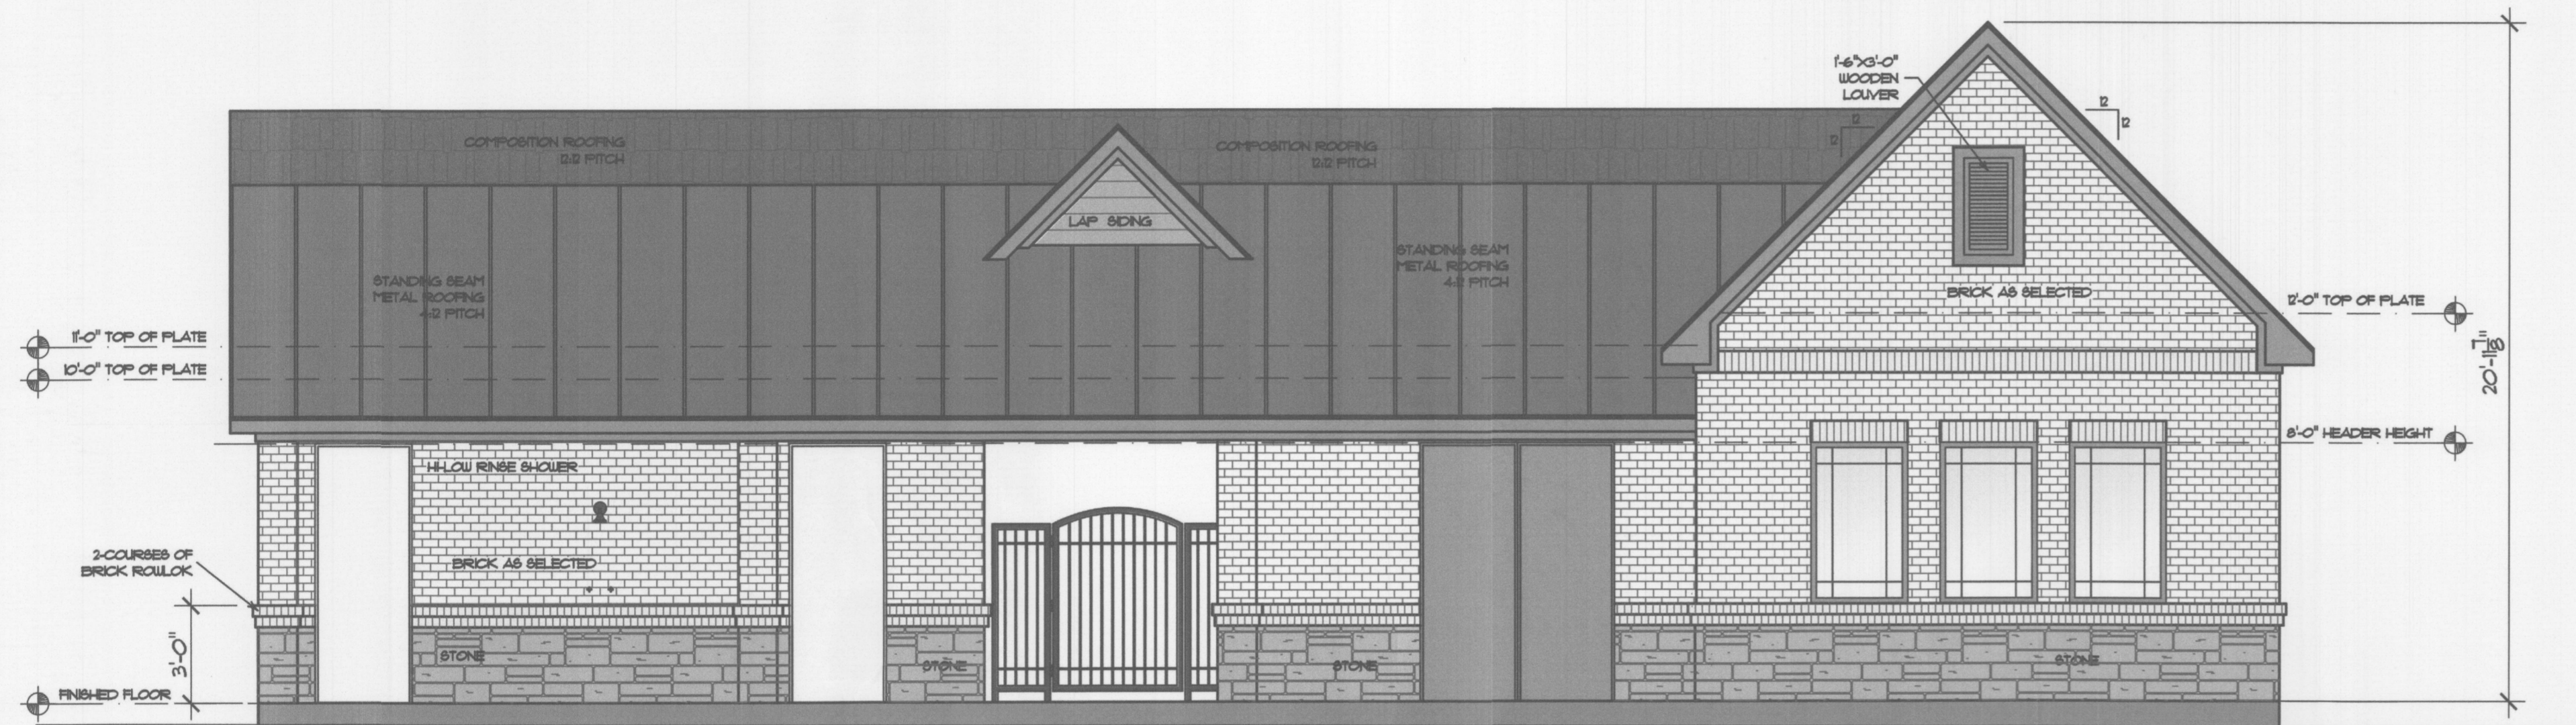 1'-6"X3'-0"
WOODEN
LOUVER
12
12
12
12
COMPOSITION ROOFING
12:12 PITCH
COMPOSITION ROOFING
12:12 PITCH
LAP SIDING
STANDING SEAM
METAL ROOFING
4:12 PITCH
STANDING SEAM
METAL ROOFING
4:12 PITCH
BRICK AS SELECTED
12'-0" TOP OF PLATE
11'-0" TOP OF PLATE
10'-0" TOP OF PLATE
20'-11 7/8"
8'-0" HEADER HEIGHT
HI-LOW RINSE SHOWER
2-COURSES OF
BRICK ROWLOK
BRICK AS SELECTED
3'-0"
STONE
STONE
STONE
STONE
FINISHED FLOOR